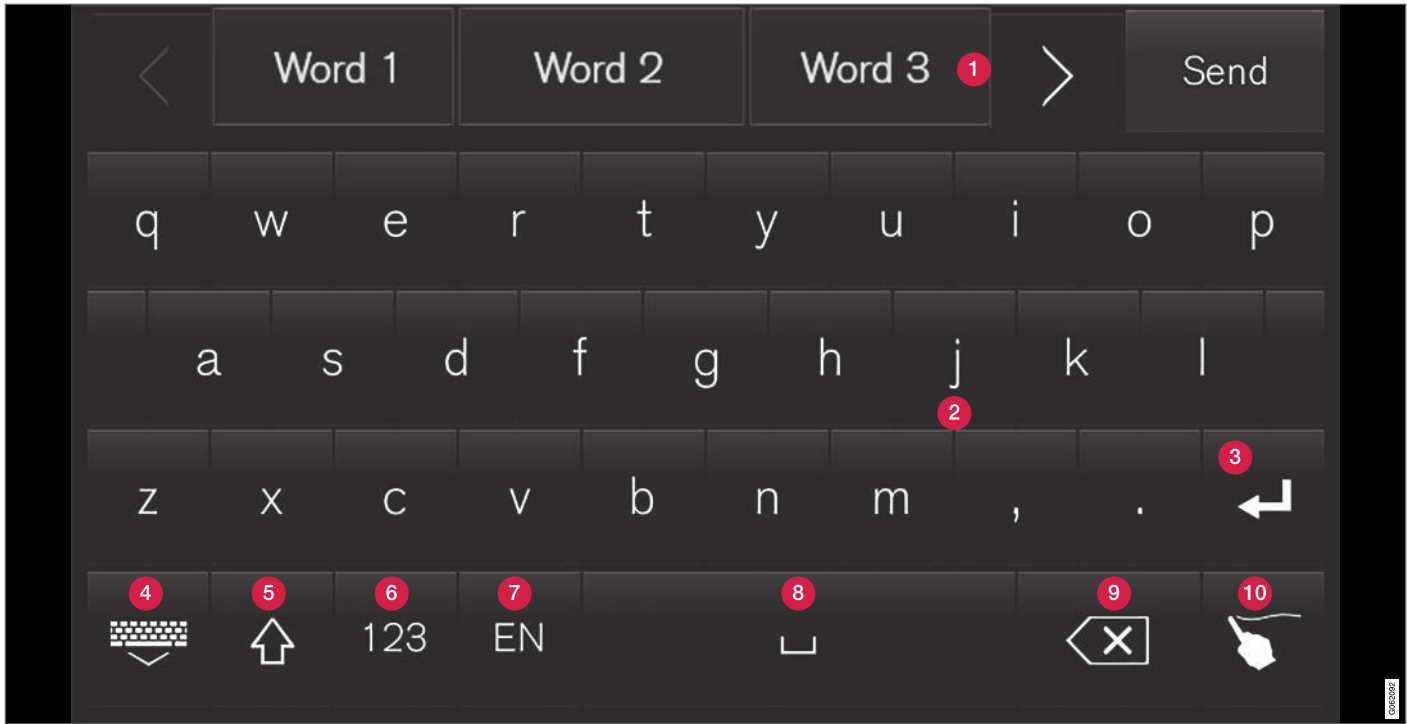 Word 1 Word 2 Word 3 1 Send
q w e r t y u i o p
a s d f g h j k l
2
3
z x c v b n m , .
4 5 6 7 8 9 10
123 EN
G062092